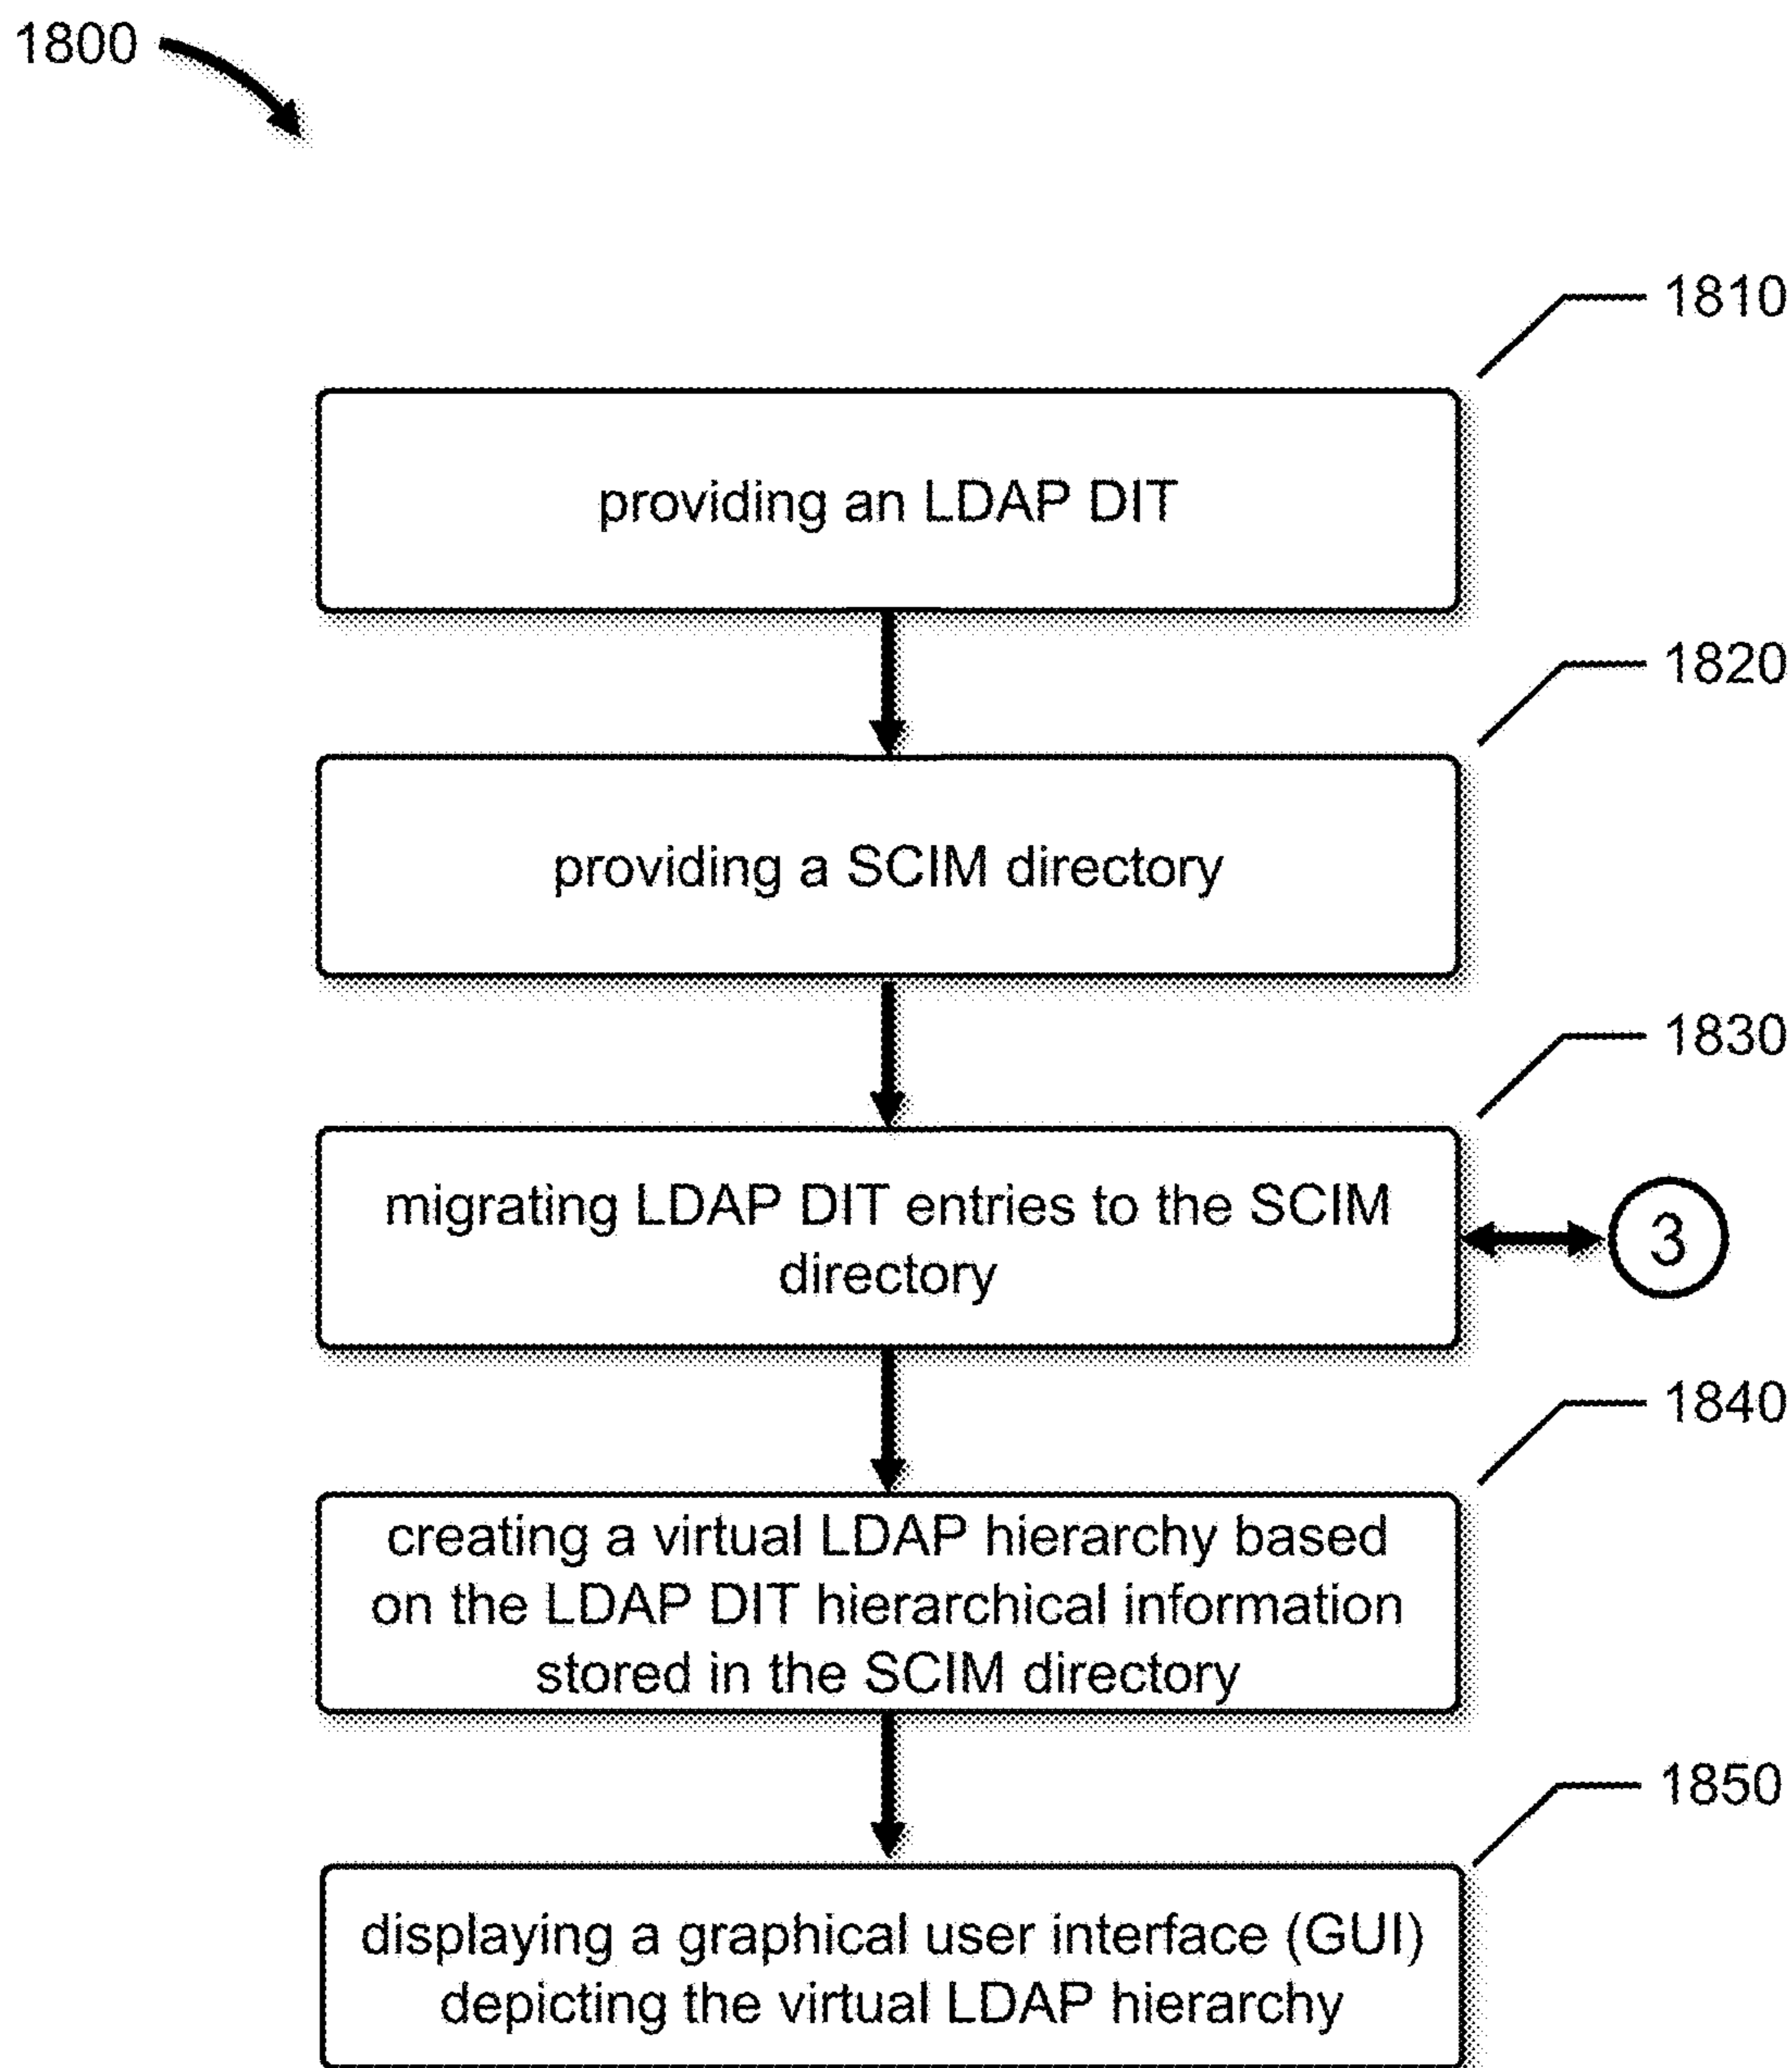 1800
1810
providing an LDAP DIT
1820
providing a SCIM directory
1830
migrating LDAP DIT entries to the SCIM
directory
3
1840
creating a virtual LDAP hierarchy based
on the LDAP DIT hierarchical information
stored in the SCIM directory
1850
displaying a graphical user interface (GUI)
depicting the virtual LDAP hierarchy